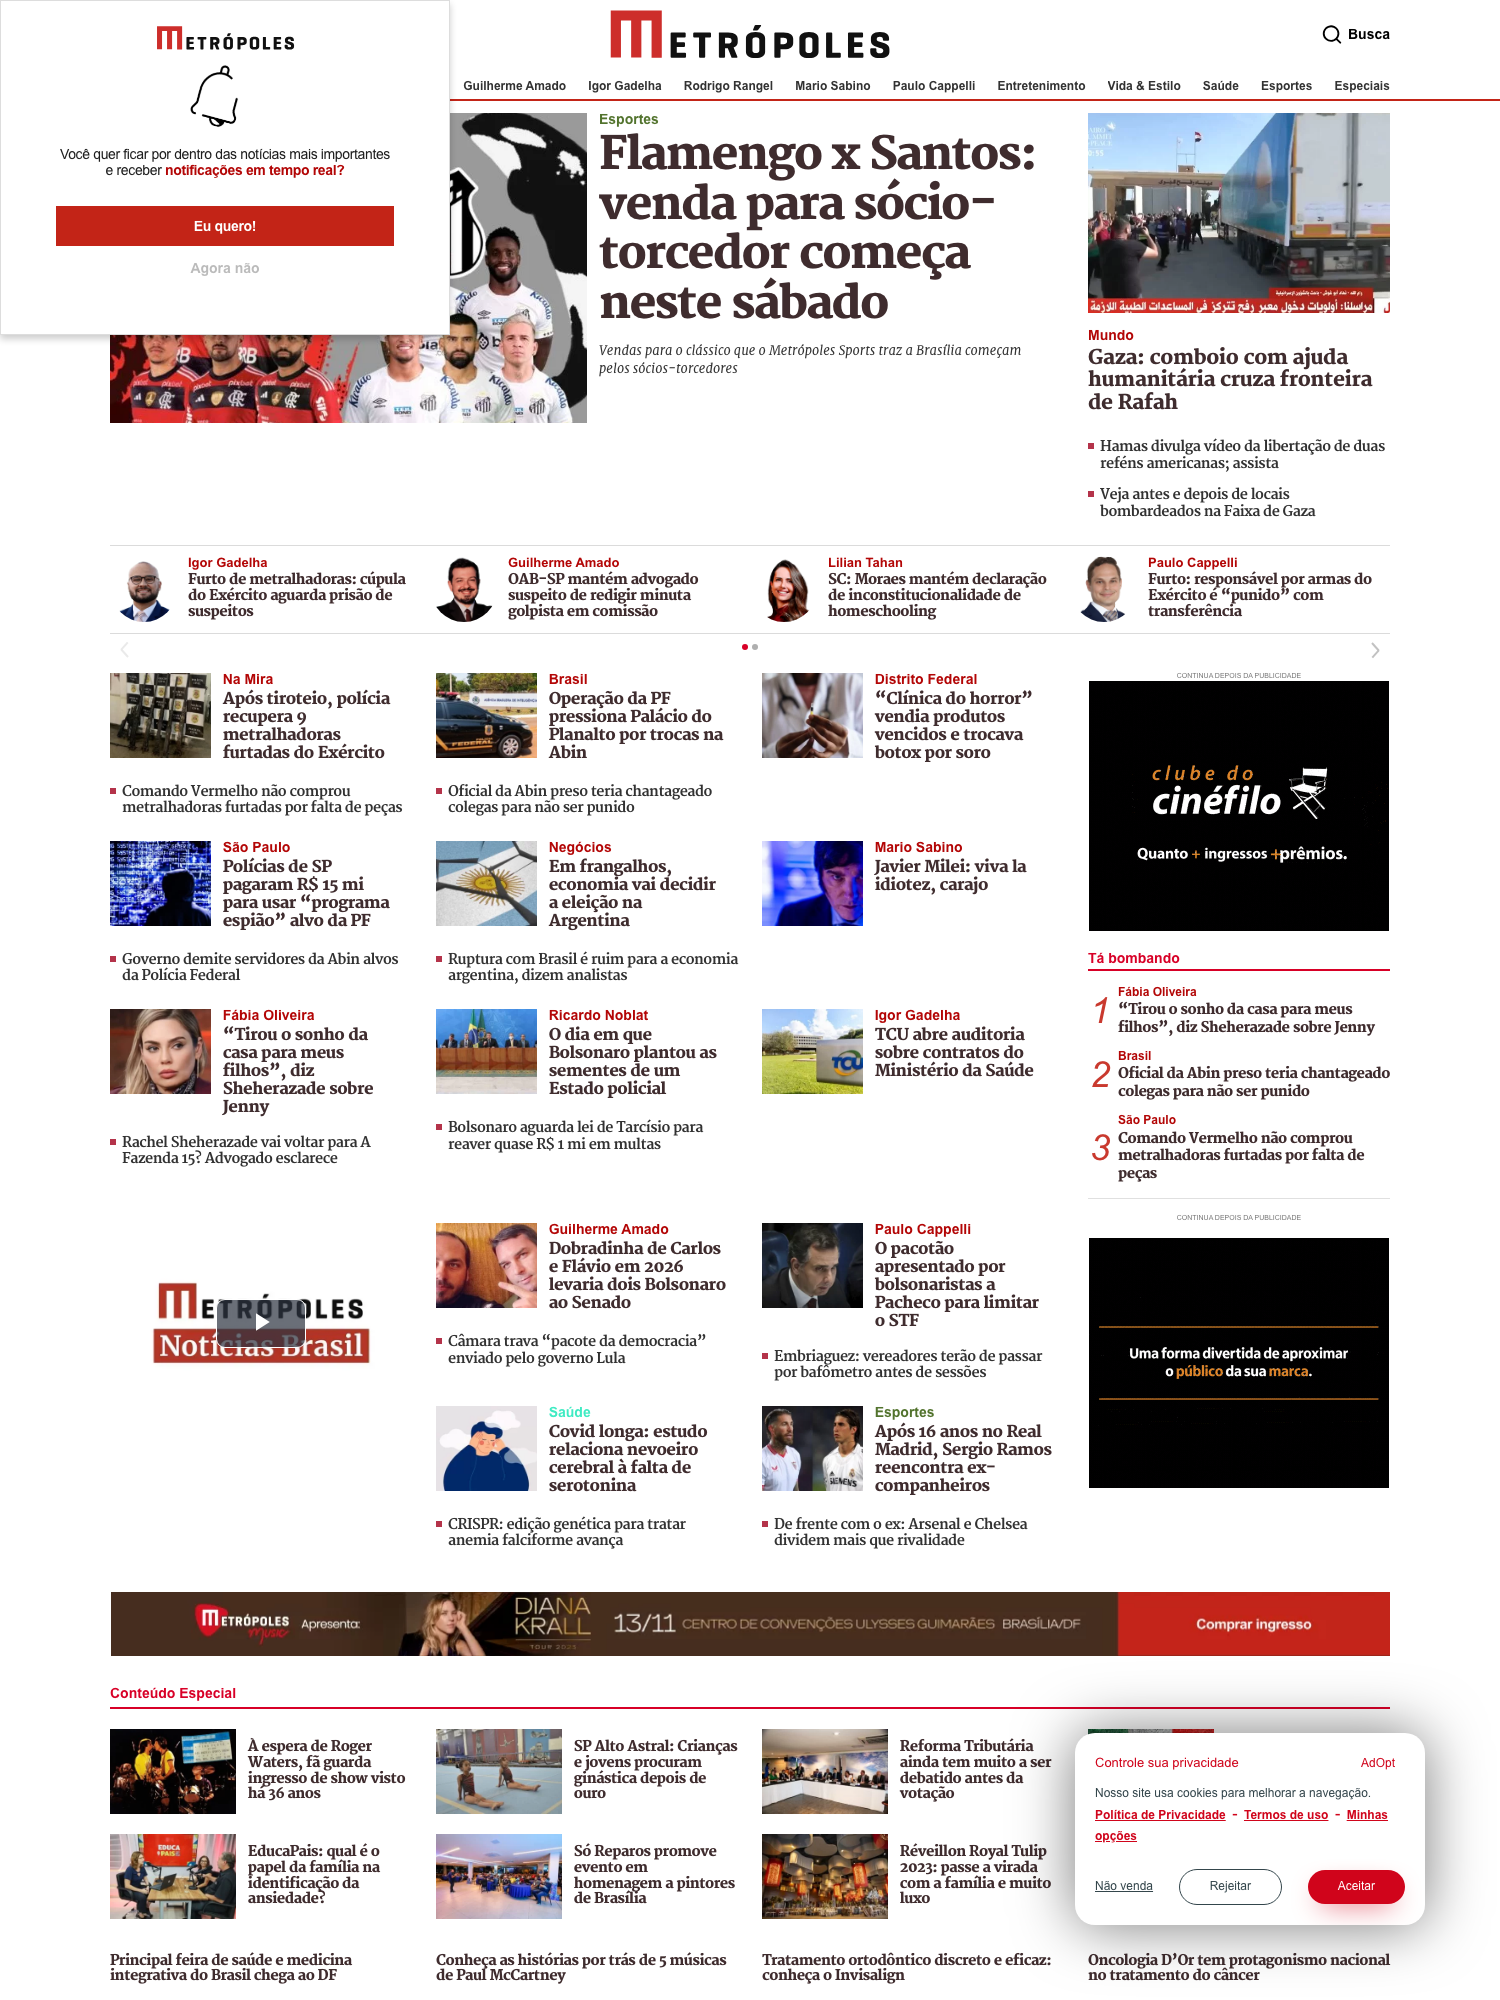 METRÓPOLES
Você quer ficar por dentro das notícias mais importantes
e receber notificações em tempo real?
Eu quero!
Agora não
METRÓPOLES
Busca
Guilherme Amado
Igor Gadelha
Rodrigo Rangel
Mario Sabino
Paulo Cappelli
Entretenimento
Vida & Estilo
Saúde
Esportes
Especiais
Esportes
Flamengo x Santos:
venda para sócio-
torcedor começa
neste sábado
Vendas para o clássico que o Metrópoles Sports traz a Brasília começam
pelos sócios-torcedores
Mundo
Gaza: comboio com ajuda
humanitária cruza fronteira
de Rafah
Hamas divulga vídeo da libertação de duas
reféns americanas; assista
Veja antes e depois de locais
bombardeados na Faixa de Gaza
Igor Gadelha
Furto de metralhadoras: cúpula
do Exército aguarda prisão de
suspeitos
Guilherme Amado
OAB-SP mantém advogado
suspeito de redigir minuta
golpista em comissão
Lilian Tahan
SC: Moraes mantém declaração
de inconstitucionalidade de
homeschooling
Paulo Cappelli
Furto: responsável por armas do
Exército é “punido” com
transferência
Na Mira
Após tiroteio, polícia
recupera 9
metralhadoras
furtadas do Exército
Comando Vermelho não comprou
metralhadoras furtadas por falta de peças
Brasil
Operação da PF
pressiona Palácio do
Planalto por trocas na
Abin
Oficial da Abin preso teria chantageado
colegas para não ser punido
Distrito Federal
“Clínica do horror”
vendia produtos
vencidos e trocava
botox por soro
CONTINUA DEPOIS DA PUBLICIDADE
clube do
cinéfilo
Quanto + ingressos +prêmios.
São Paulo
Polícias de SP
pagaram R$ 15 mi
para usar “programa
espião” alvo da PF
Governo demite servidores da Abin alvos
da Polícia Federal
Negócios
Em frangalhos,
economia vai decidir
a eleição na
Argentina
Ruptura com Brasil é ruim para a economia
argentina, dizem analistas
Mario Sabino
Javier Milei: viva la
idiotez, carajo
Tá bombando
1
Fábia Oliveira
“Tirou o sonho da casa para meus
filhos”, diz Sheherazade sobre Jenny
2
Brasil
Oficial da Abin preso teria chantageado
colegas para não ser punido
3
São Paulo
Comando Vermelho não comprou
metralhadoras furtadas por falta de
peças
Fábia Oliveira
“Tirou o sonho da
casa para meus
filhos”, diz
Sheherazade sobre
Jenny
Rachel Sheherazade vai voltar para A
Fazenda 15? Advogado esclarece
Ricardo Noblat
O dia em que
Bolsonaro plantou as
sementes de um
Estado policial
Bolsonaro aguarda lei de Tarcísio para
reaver quase R$ 1 mi em multas
TCU
Igor Gadelha
TCU abre auditoria
sobre contratos do
Ministério da Saúde
CONTINUA DEPOIS DA PUBLICIDADE
Uma forma divertida de aproximar
o público da sua marca.
METRÓPOLES
Notícias Brasil
Guilherme Amado
Dobradinha de Carlos
e Flávio em 2026
levaria dois Bolsonaro
ao Senado
Câmara trava “pacote da democracia”
enviado pelo governo Lula
Paulo Cappelli
O pacotão
apresentado por
bolsonaristas a
Pacheco para limitar
o STF
Embriaguez: vereadores terão de passar
por bafômetro antes de sessões
Saúde
Covid longa: estudo
relaciona nevoeiro
cerebral à falta de
serotonina
CRISPR: edição genética para tratar
anemia falciforme avança
Esportes
Após 16 anos no Real
Madrid, Sergio Ramos
reencontra ex-
companheiros
De frente com o ex: Arsenal e Chelsea
dividem mais que rivalidade
METRÓPOLES
music
Apresenta:
DIANA
KRALL
TOUR 2023
13/11 CENTRO DE CONVENÇÕES ULYSSES GUIMARÃES BRASÍLIA/DF
Comprar ingresso
Conteúdo Especial
À espera de Roger
Waters, fã guarda
ingresso de show visto
há 36 anos
SP Alto Astral: Crianças
e jovens procuram
ginástica depois de
ouro
Reforma Tributária
ainda tem muito a ser
debatido antes da
votação
EducaPais: qual é o
papel da família na
identificação da
ansiedade?
Só Reparos promove
evento em
homenagem a pintores
de Brasília
Réveillon Royal Tulip
2023: passe a virada
com a família e muito
luxo
Controle sua privacidade
AdOpt
Nosso site usa cookies para melhorar a navegação.
Política de Privacidade - Termos de uso - Minhas
opções
Não venda
Rejeitar
Aceitar
Principal feira de saúde e medicina
integrativa do Brasil chega ao DF
Conheça as histórias por trás de 5 músicas
de Paul McCartney
Tratamento ortodôntico discreto e eficaz:
conheça o Invisalign
Oncologia D’Or tem protagonismo nacional
no tratamento do câncer